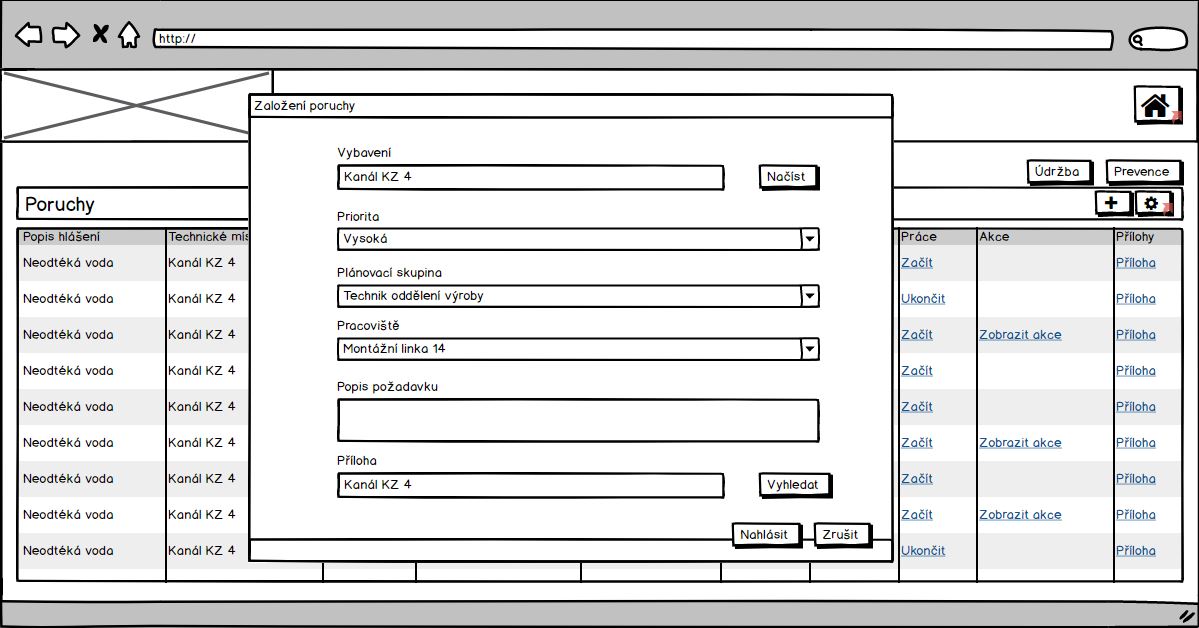 http://
Založení poruchy
Vybavení
Kanál KZ 4 Načíst
Údržba Prevence
Poruchy
Priorita
Vysoká
Popis hlášení Technické mís Práce Akce Přílohy
Neodtéká voda Kanál KZ 4 Začít Příloha
Plánovací skupina
Technik oddělení výroby
Neodtéká voda Kanál KZ 4 Ukončit Příloha
Pracoviště
Neodtéká voda Kanál KZ 4 Začít Zobrazit akce Příloha
Montážní linka 14
Neodtéká voda Kanál KZ 4 Začít Příloha
Popis požadavku
Neodtéká voda Kanál KZ 4 Začít Příloha
Neodtéká voda Kanál KZ 4 Začít Zobrazit akce Příloha
Příloha
Kanál KZ 4 Vyhledat
Neodtéká voda Kanál KZ 4 Začít Příloha
Neodtéká voda Kanál KZ 4 Začít Zobrazit akce Příloha
Nahlásit Zrušit
Neodtéká voda Kanál KZ 4 Ukončit Příloha